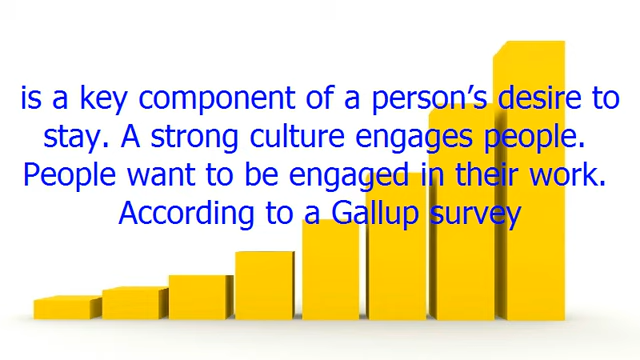 is a key component of a person’s desire to
stay. A strong culture engages people.
People want to be engaged in their work.
According to a Gallup survey